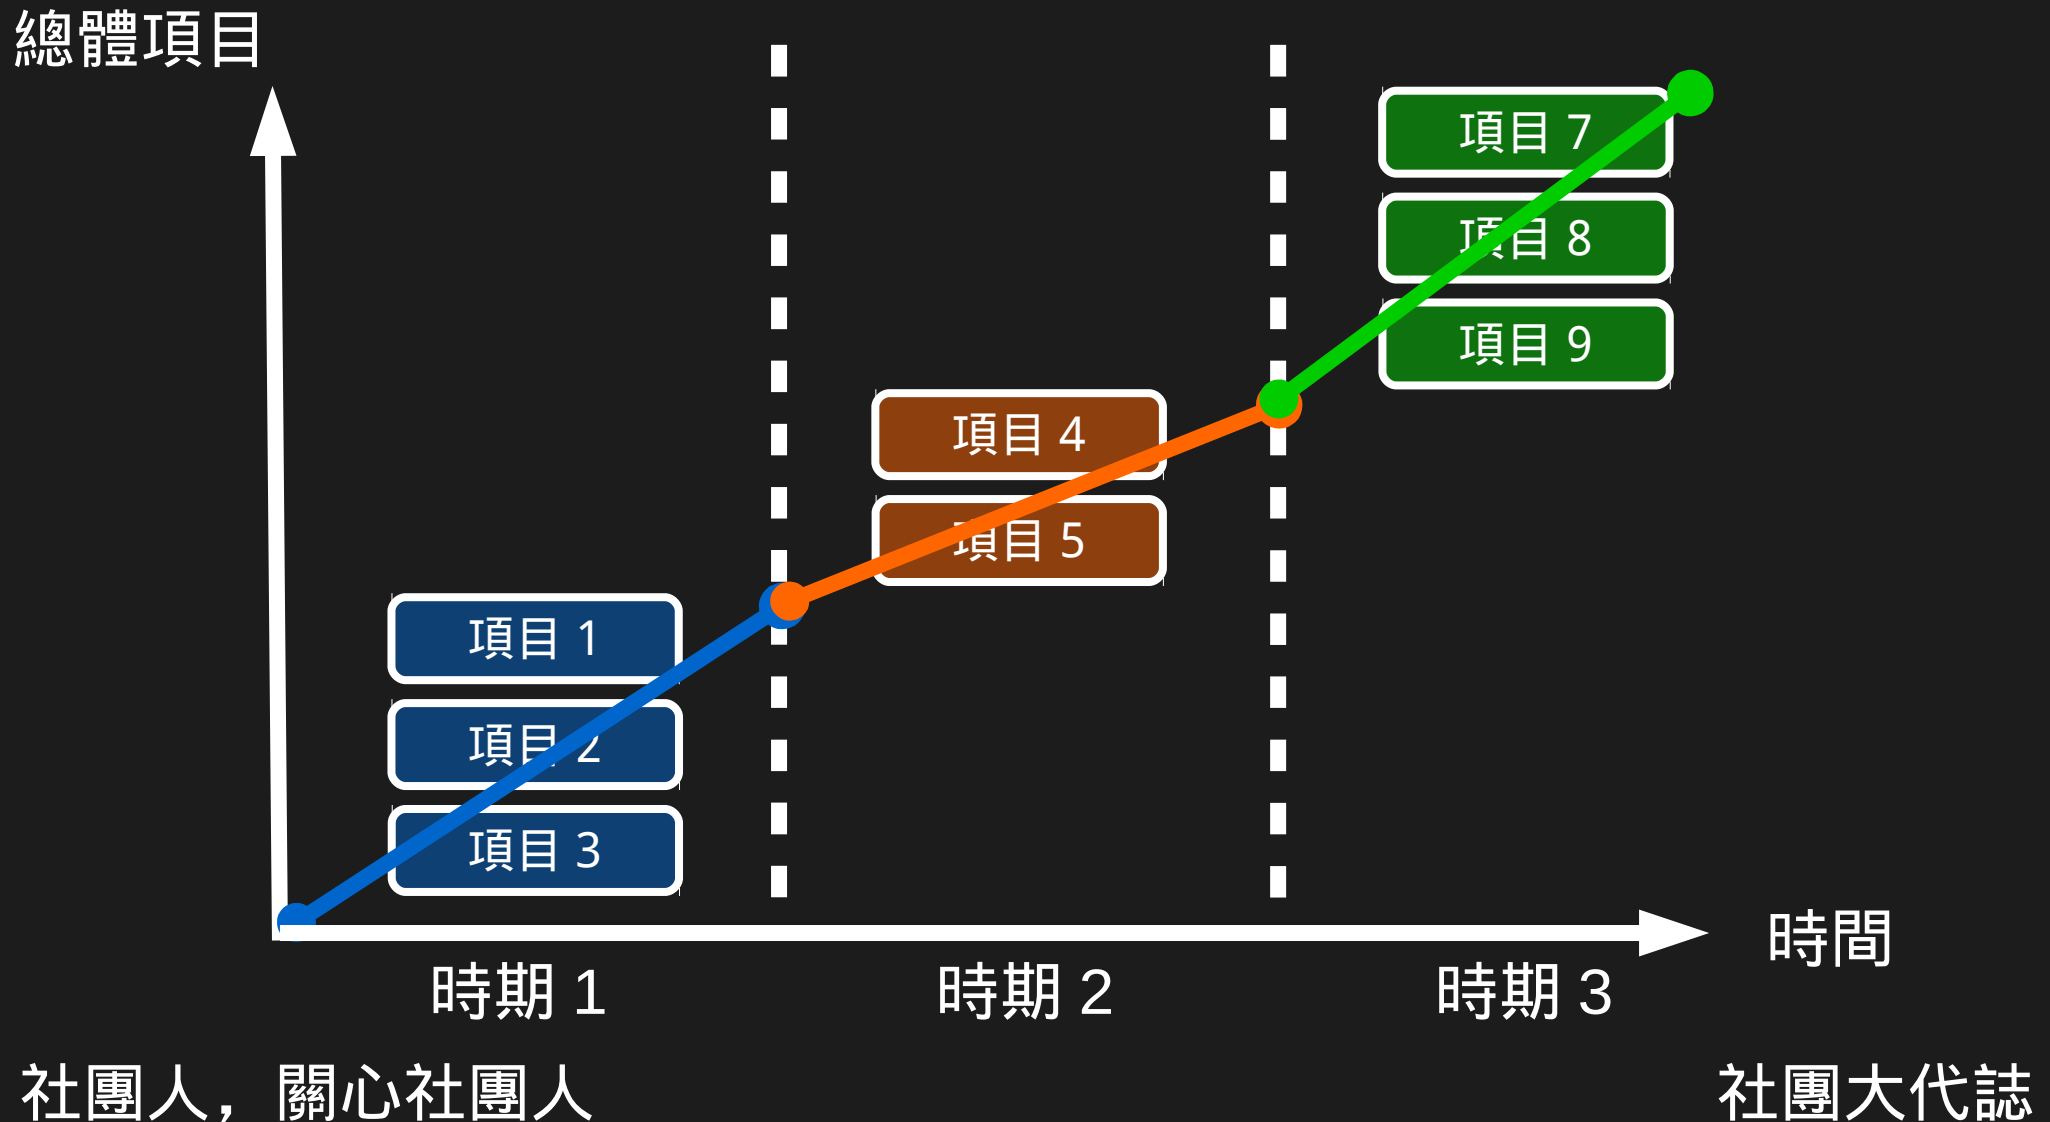 總體項目
項目 7
項目 8
項目 9
項目 4
項目 5
項目 1
項目 2
項目 3
時間
時期 1
時期 2
時期 3
社團人，關心社團人
社團大代誌